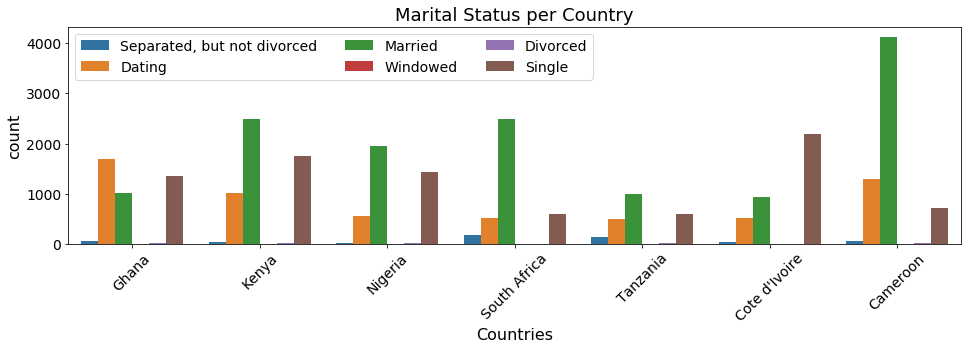 Marital Status per Country
Separated, but not divorced
Dating
Married
Windowed
Divorced
Single
count
4000
3000
2000
1000
0
Ghana
Kenya
Nigeria
South Africa
Tanzania
Cote d'Ivoire
Cameroon
Countries